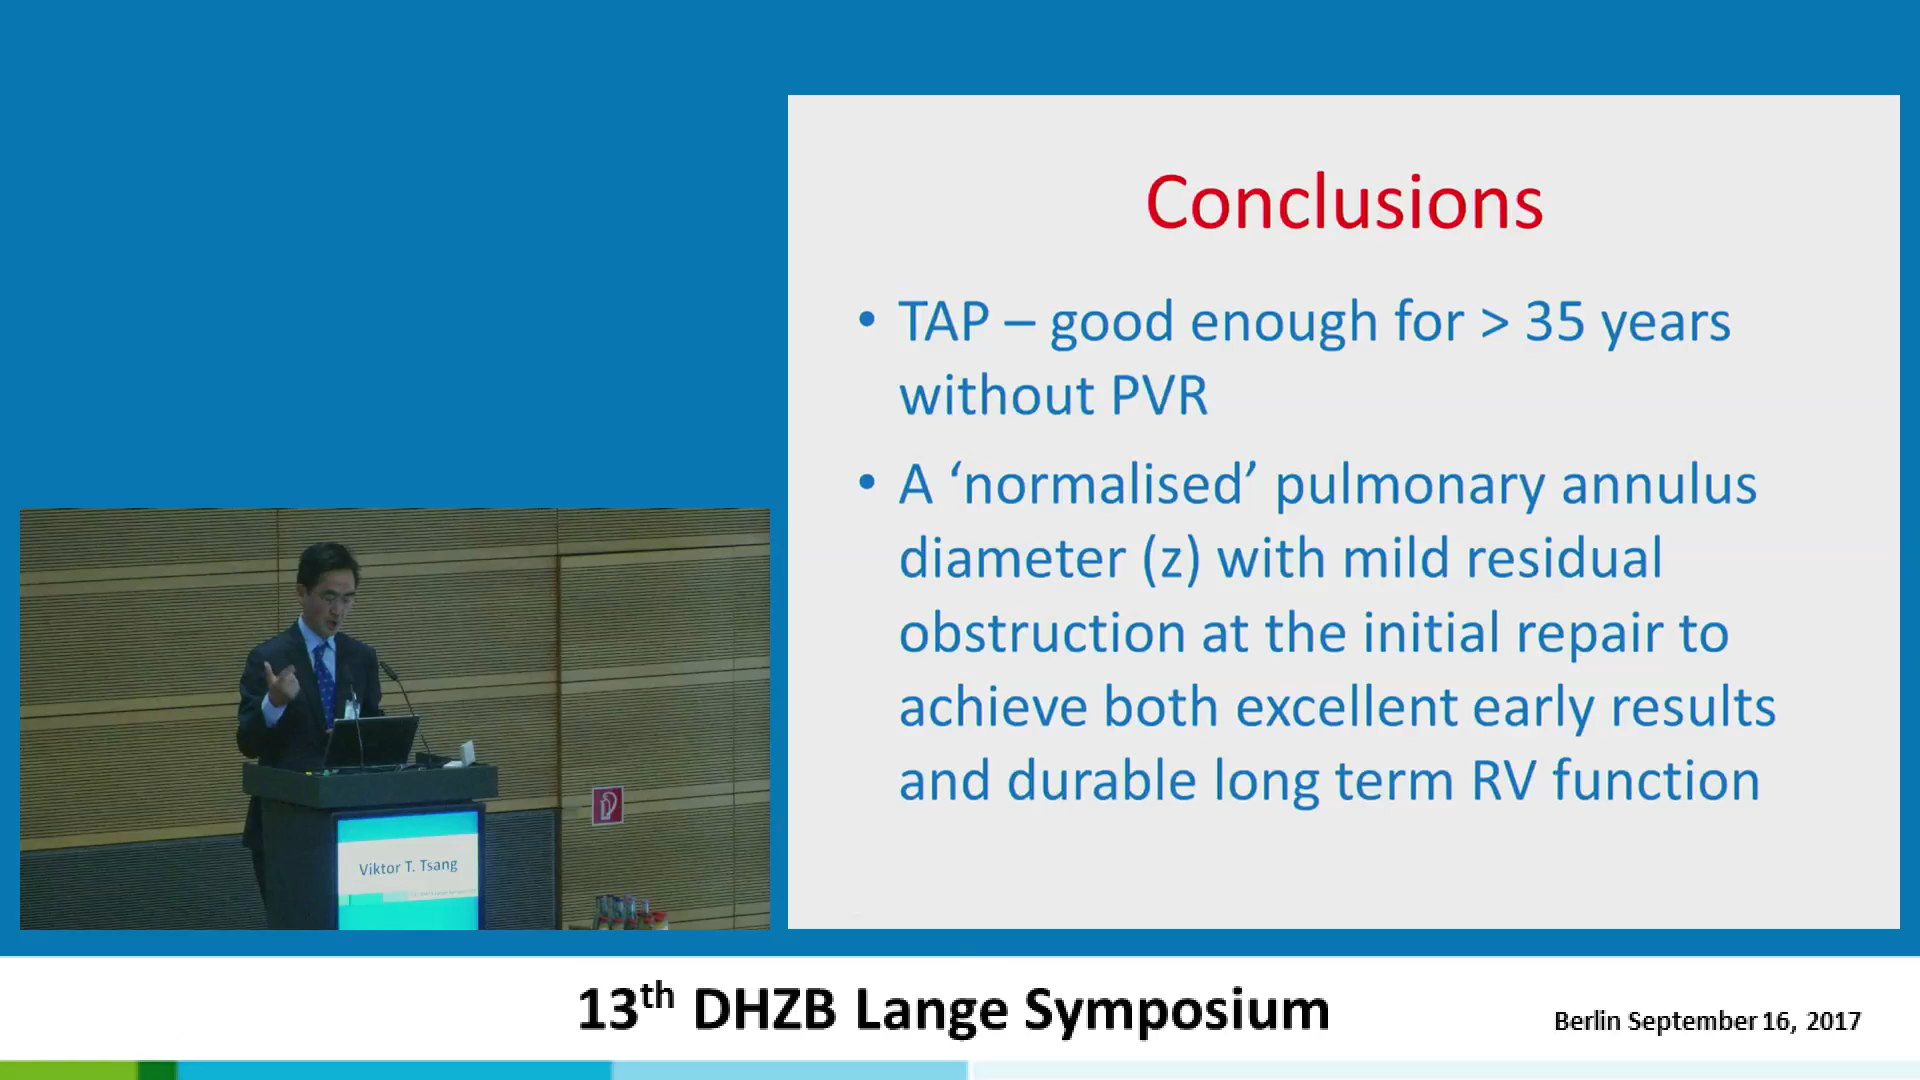 Conclusions
• TAP – good enough for > 35 years
without PVR
• A ‘normalised’ pulmonary annulus
diameter (z) with mild residual
obstruction at the initial repair to
achieve both excellent early results
and durable long term RV function
Viktor T. Tsang
13th DHZB Lange Symposium
Berlin September 16, 2017